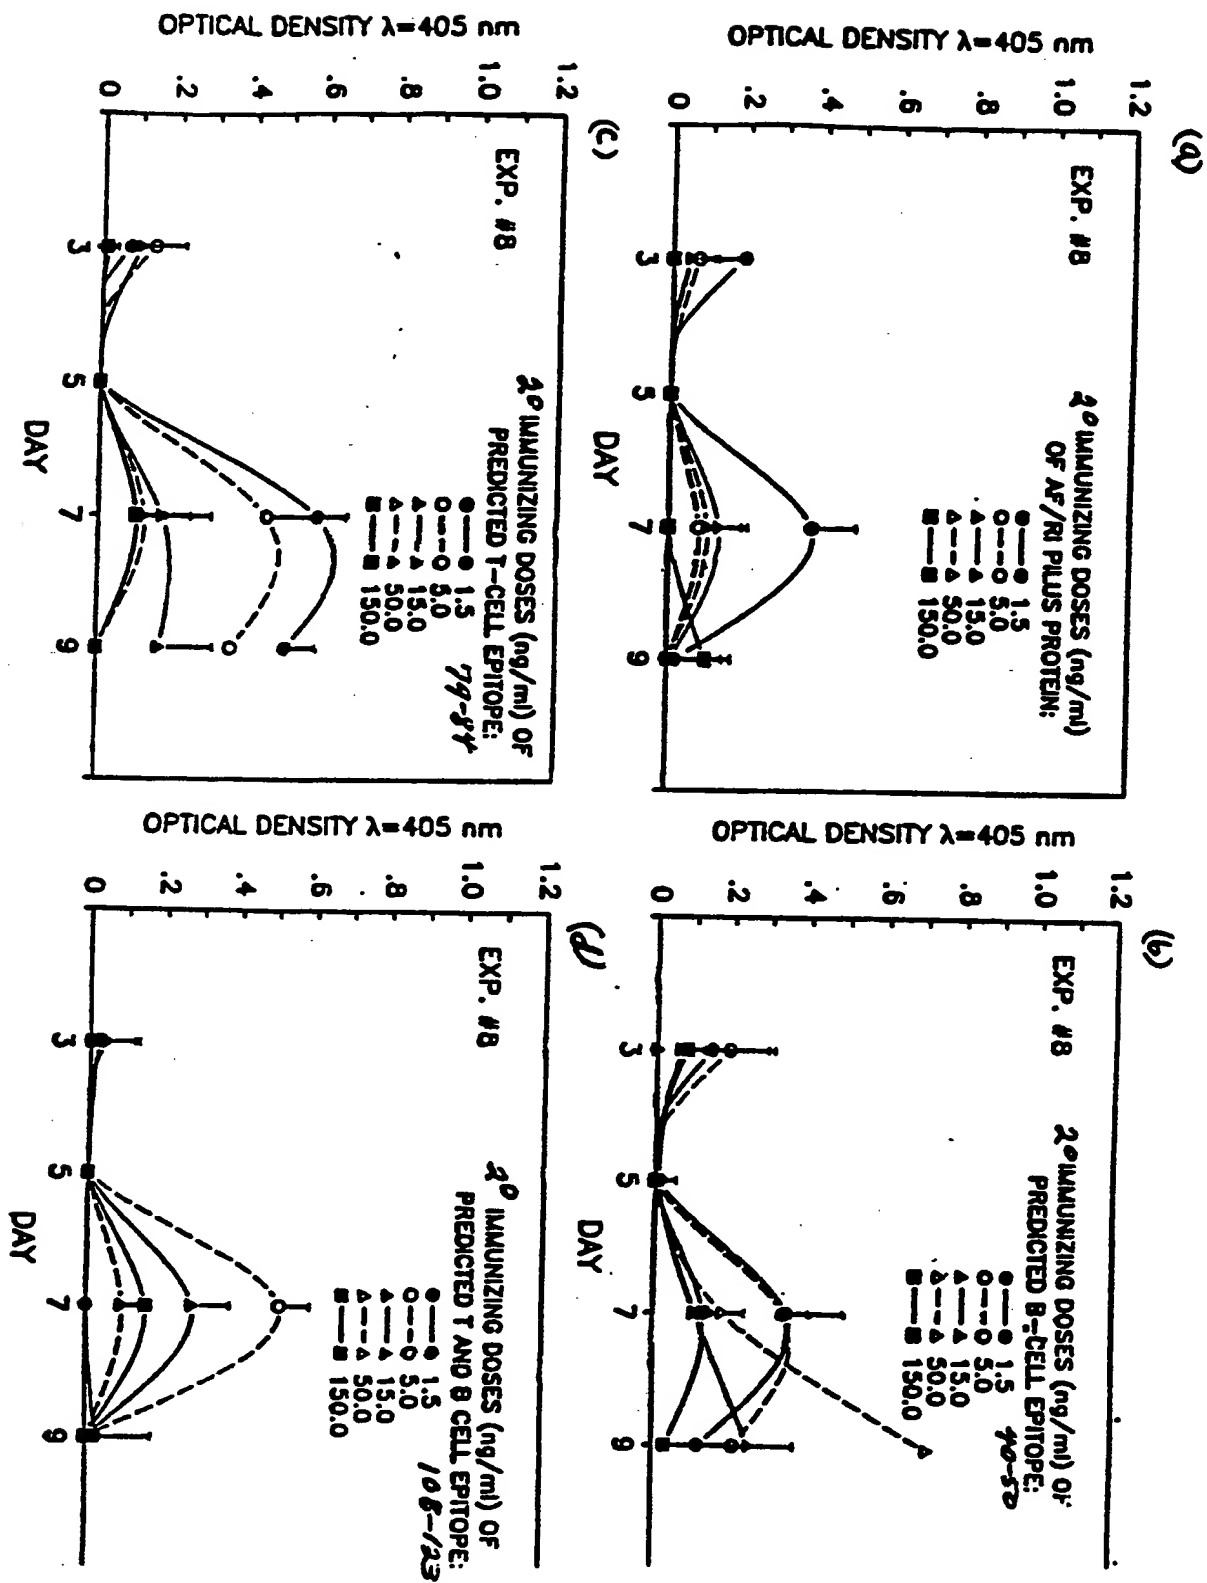 (a)
OPTICAL DENSITY λ=405 nm
1.2
1.0
.8
.6
.4
.2
0
EXP. #8
2° IMMUNIZING DOSES (ng/ml)
OF AF/R1 PILUS PROTEIN:
1.5
5.0
15.0
50.0
150.0
3
5
7
9
DAY
(b)
OPTICAL DENSITY λ=405 nm
1.2
1.0
.8
.6
.4
.2
0
EXP. #8
2° IMMUNIZING DOSES (ng/ml) OF
PREDICTED B-CELL EPITOPE:
40-50
1.5
5.0
15.0
50.0
150.0
3
5
7
9
DAY
(c)
OPTICAL DENSITY λ=405 nm
1.2
1.0
.8
.6
.4
.2
0
EXP. #8
2° IMMUNIZING DOSES (ng/ml) OF
PREDICTED T-CELL EPITOPE:
79-84
1.5
5.0
15.0
50.0
150.0
3
5
7
9
DAY
(d)
OPTICAL DENSITY λ=405 nm
1.2
1.0
.8
.6
.4
.2
0
EXP. #8
2° IMMUNIZING DOSES (ng/ml) OF
PREDICTED T AND B CELL EPITOPE:
108-123
1.5
5.0
15.0
50.0
150.0
3
5
7
9
DAY